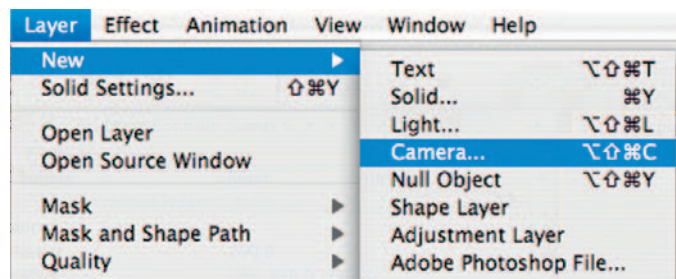 Layer Effect Animation View Window Help
New
Solid Settings... ⇧⌘Y
Open Layer
Open Source Window
Mask
Mask and Shape Path
Quality
Text ⌥⇧⌘T
Solid... ⌘Y
Light... ⌥⇧⌘L
Camera... ⌥⇧⌘C
Null Object ⌥⇧⌘Y
Shape Layer
Adjustment Layer
Adobe Photoshop File...